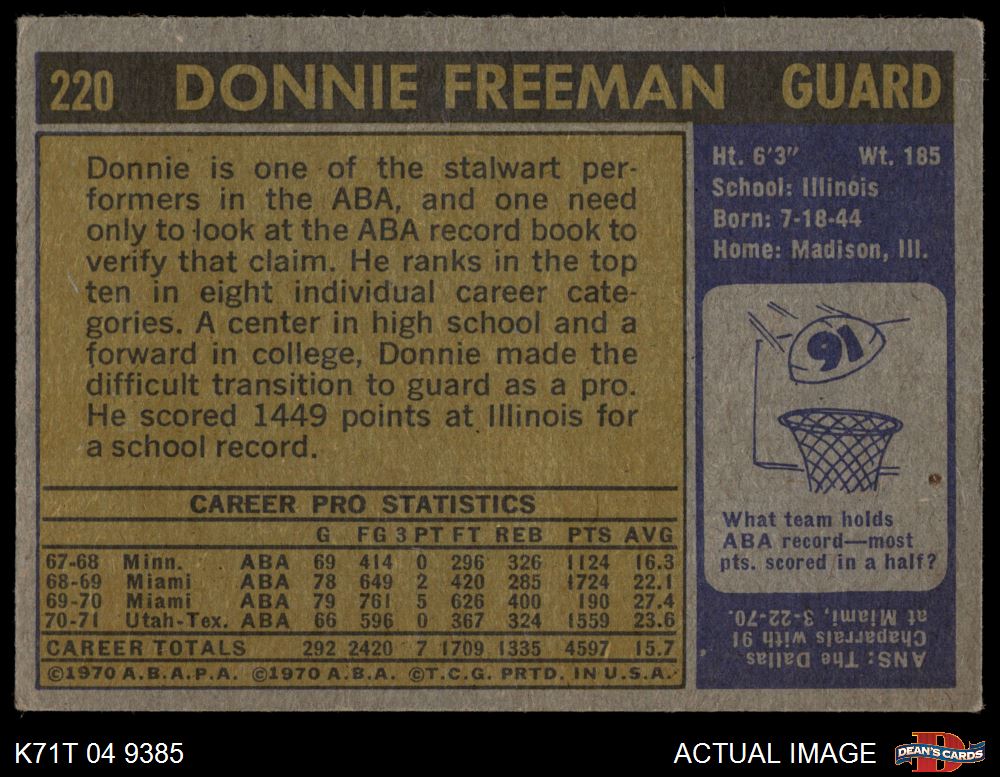 220 DONNIE FREEMAN GUARD
Donnie is one of the stalwart per-
formers in the ABA, and one need
only to look at the ABA record book to
verify that claim. He ranks in the top
ten in eight individual career cate-
gories. A center in high school and a
forward in college, Donnie made the
difficult transition to guard as a pro.
He scored 1449 points at Illinois for
a school record.
CAREER PRO STATISTICS
G FG 3 PT FT REB PTS AVG
67-68 Minn. ABA 69 414 0 296 326 1124 16.3
68-69 Miami ABA 78 649 2 420 285 1724 22.1
69-70 Miami ABA 79 761 5 626 400 190 27.4
70-71 Utah-Tex. ABA 66 596 0 367 324 1559 23.6
CAREER TOTALS 292 2420 7 1709 1335 4597 15.7
©1970 A.B.A.P.A. ©1970 A.B.A. ©T.C.G. PRTD. IN U.S.A.
Ht. 6'3" Wt. 185
School: Illinois
Born: 7-18-44
Home: Madison, Ill.
91
What team holds
ABA record—most
pts. scored in a half?
ANS: The Dallas
Chaparrals with 91
at Miami, 3-22-70.
K71T 04 9385
ACTUAL IMAGE
D
DEAN'S CARDS